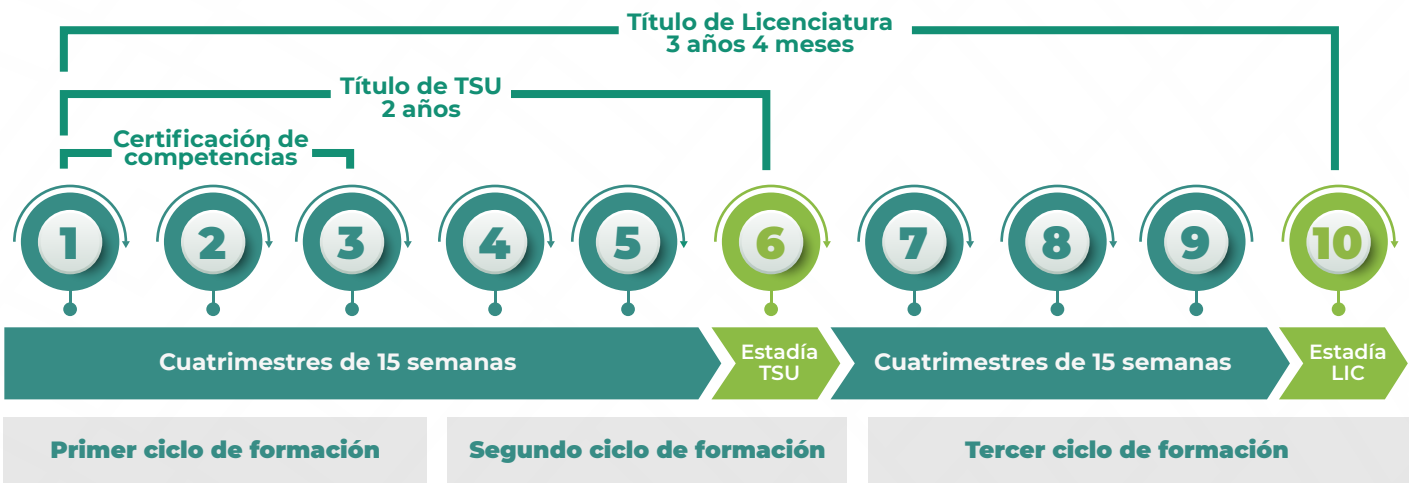 Título de Licenciatura
3 años 4 meses
Título de TSU
2 años
Certificación de
competencias
1 2 3 4 5 6 7 8 9 10
Cuatrimestres de 15 semanas
Estadía
TSU
Cuatrimestres de 15 semanas
Estadía
LIC
Primer ciclo de formación
Segundo ciclo de formación
Tercer ciclo de formación